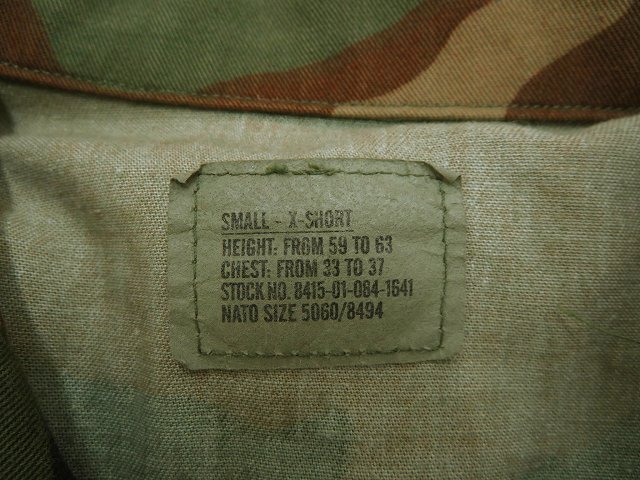 SMALL - X-SHORT
HEIGHT: FROM 59 TO 63
CHEST: FROM 33 TO 37
STOCK NO. 8415-01-084-1641
NATO SIZE 5060/8494